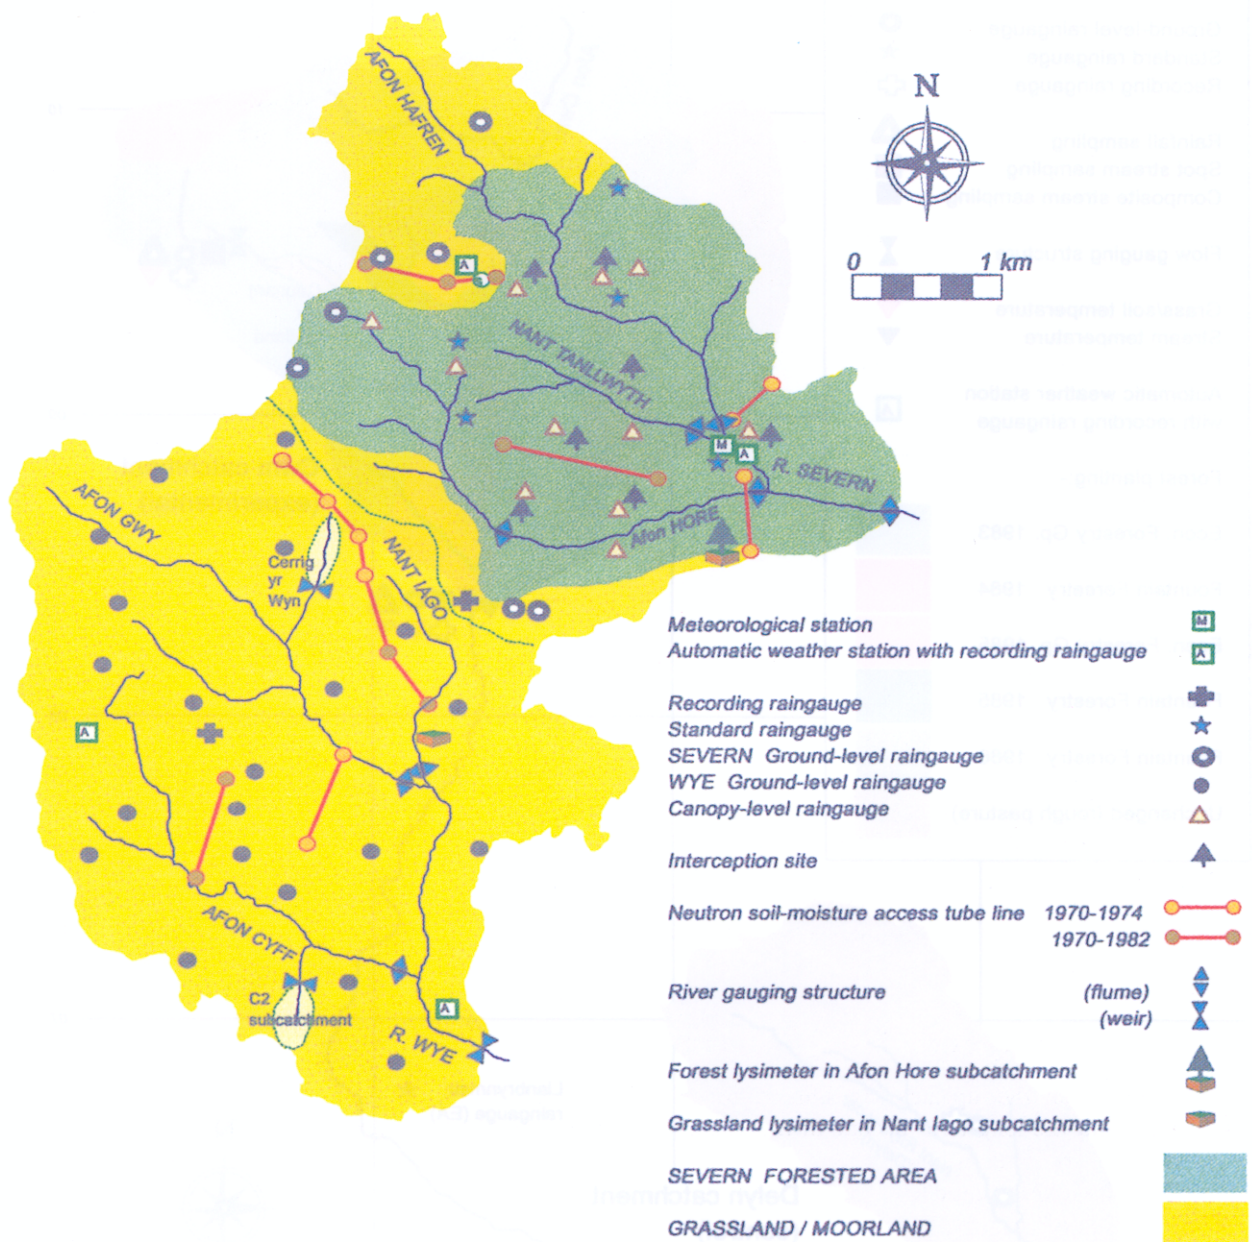 AFON HAFREN
N
0 1 km
NANT TANLLWYTH
M
A
A
R. SEVERN
Afon HORE
AFON GWY
Cerrig
yr
Wyn
NANT IAGO
A
AFON CYFF
C2
subcatchment
A
R. WYE
Meteorological station M
Automatic weather station with recording raingauge A
Recording raingauge
Standard raingauge
SEVERN Ground-level raingauge
WYE Ground-level raingauge
Canopy-level raingauge
Interception site
Neutron soil-moisture access tube line 1970-1974
1970-1982
River gauging structure (flume)
(weir)
Forest lysimeter in Afon Hore subcatchment
Grassland lysimeter in Nant Iago subcatchment
SEVERN FORESTED AREA
GRASSLAND / MOORLAND